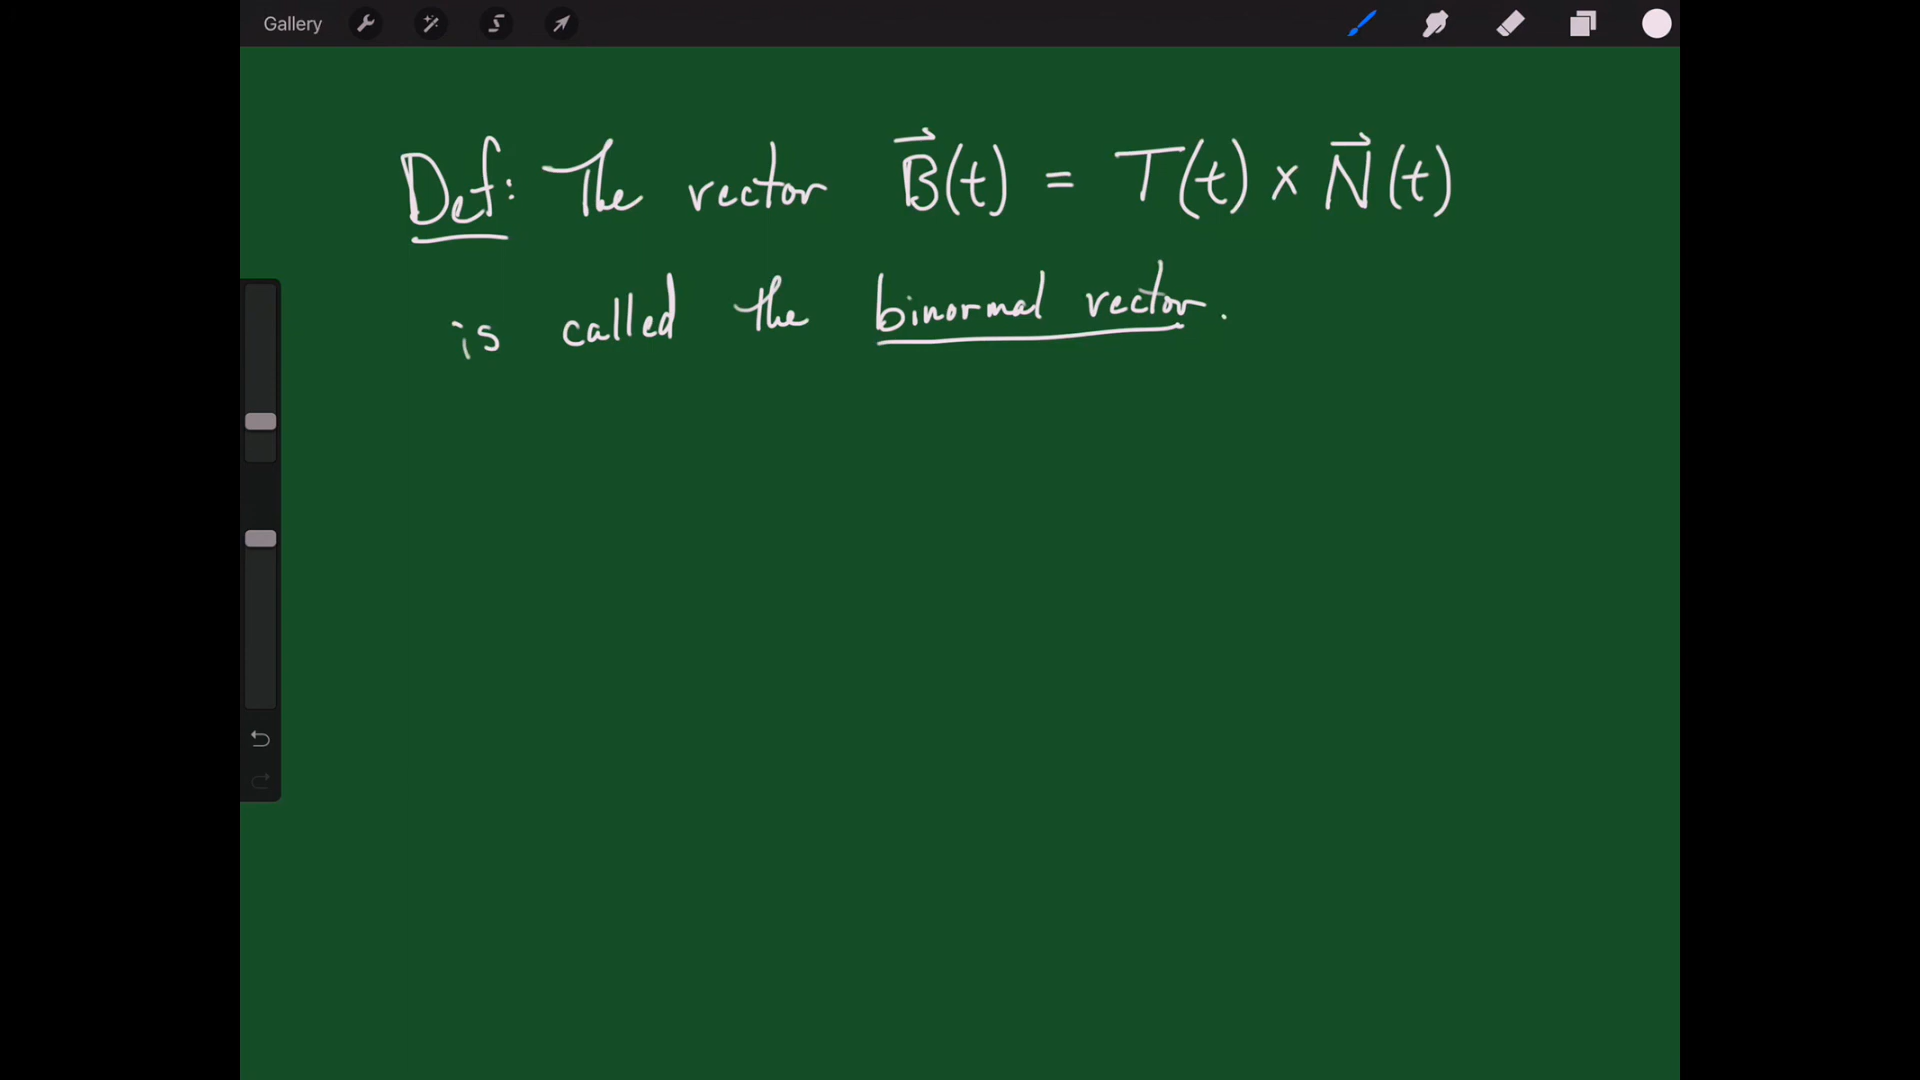 Gallery
Def: The vector B⃗(t) = T(t) × N⃗(t)
is called the binormal vector.